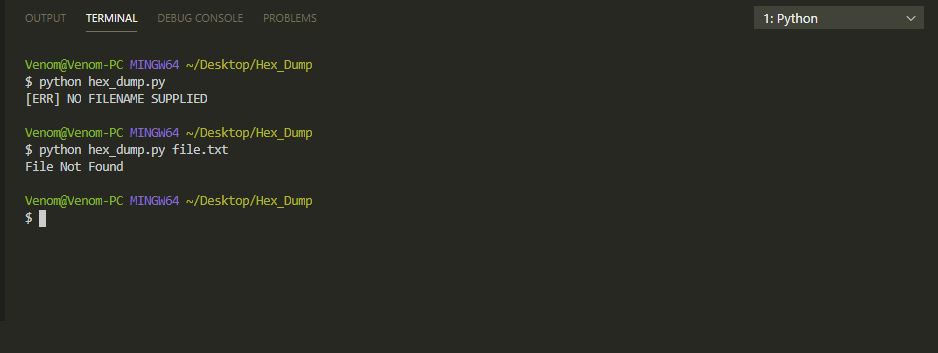 OUTPUT TERMINAL DEBUG CONSOLE PROBLEMS 1: Python
Venom@Venom-PC MINGW64 ~/Desktop/Hex_Dump
$ python hex_dump.py
[ERR] NO FILENAME SUPPLIED
Venom@Venom-PC MINGW64 ~/Desktop/Hex_Dump
$ python hex_dump.py file.txt
File Not Found
Venom@Venom-PC MINGW64 ~/Desktop/Hex_Dump
$